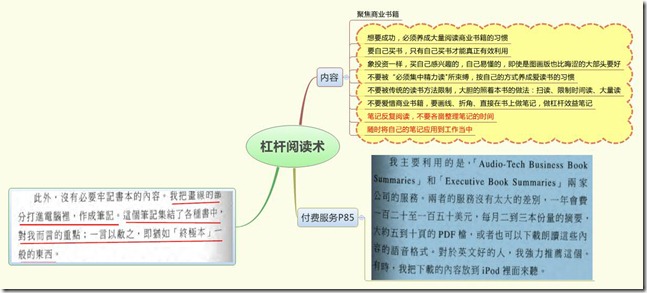 聚焦商业书籍
想要成功，必须养成大量阅读商业书籍的习惯
要自己买书，只有自己买书才能真正有效利用
象投资一样，买自己感兴趣的，自己易懂的，即使是图画版也比晦涩的大部头要好
内容
不要被“必须集中精力读”所束缚，按自己的方式养成爱读书的习惯
不要被传统的读书方法限制，大胆的照着本书的做法：扫读、限制时间读、大量读
不要爱惜商业书籍，要画线、折角、直接在书上做笔记，做杠杆效益笔记
笔记反复阅读，不要吝啬整理笔记的时间
随时将自己的笔记应用到工作当中
杠杆阅读术
此外，沒有必要牢記書本的內容。我把畫線的部
分打進電腦裡，作成筆記。這個筆記集結了各種書中，
對我而言的重點；一言以敝之，即猶如「終極本」一
般的東西。
付费服务P85
我主要利用的是，「Audio-Tech Business Book
Summaries」和「Executive Book Summaries」兩家
公司的服務。兩者的服務沒有太大的差別，一年會費
一百二十至一百五十美元，每月二到三本份量的摘要，
大約五到十頁的PDF檔，或者也可以下載朗讀這些內
容的語音格式。對於英文好的人，我強力推薦這個。
有時，我把下載的內容放到 iPod 裡面來聽。